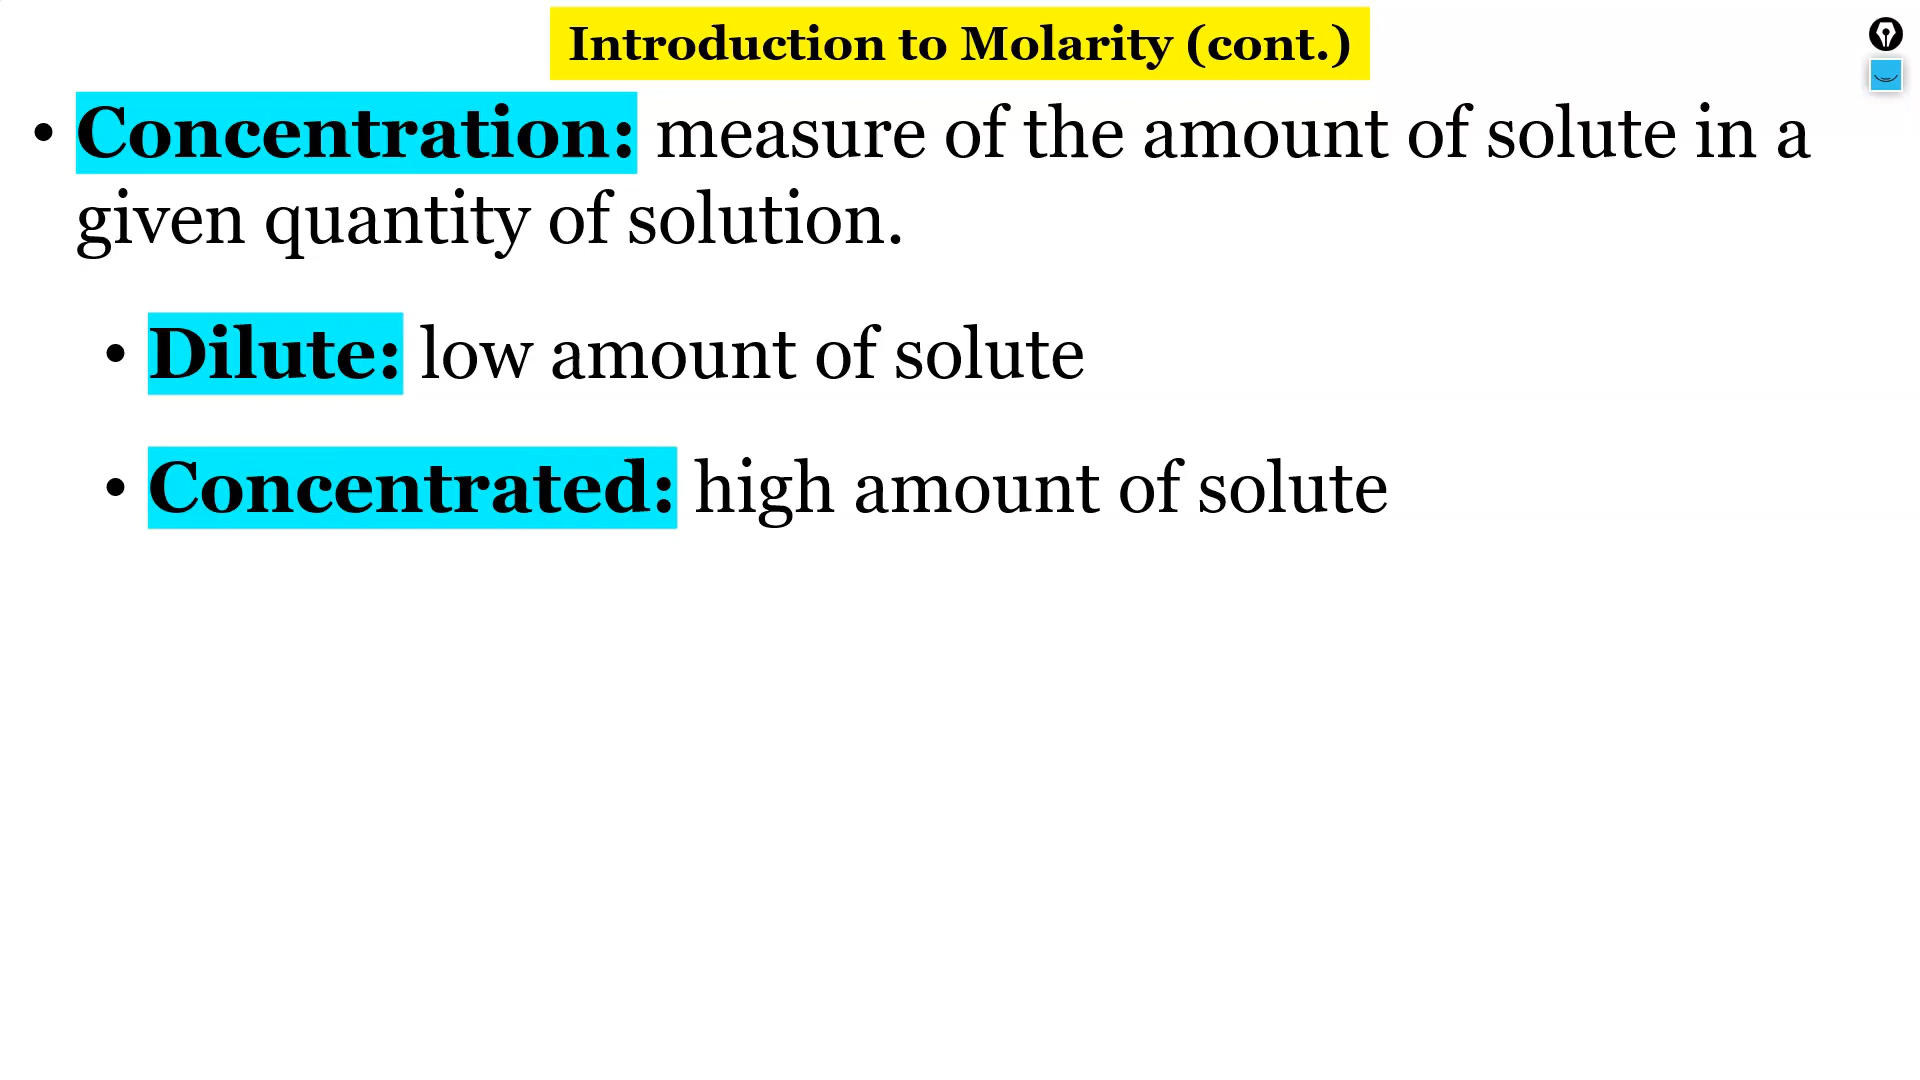 Introduction to Molarity (cont.)
• Concentration: measure of the amount of solute in a
given quantity of solution.
• Dilute: low amount of solute
• Concentrated: high amount of solute